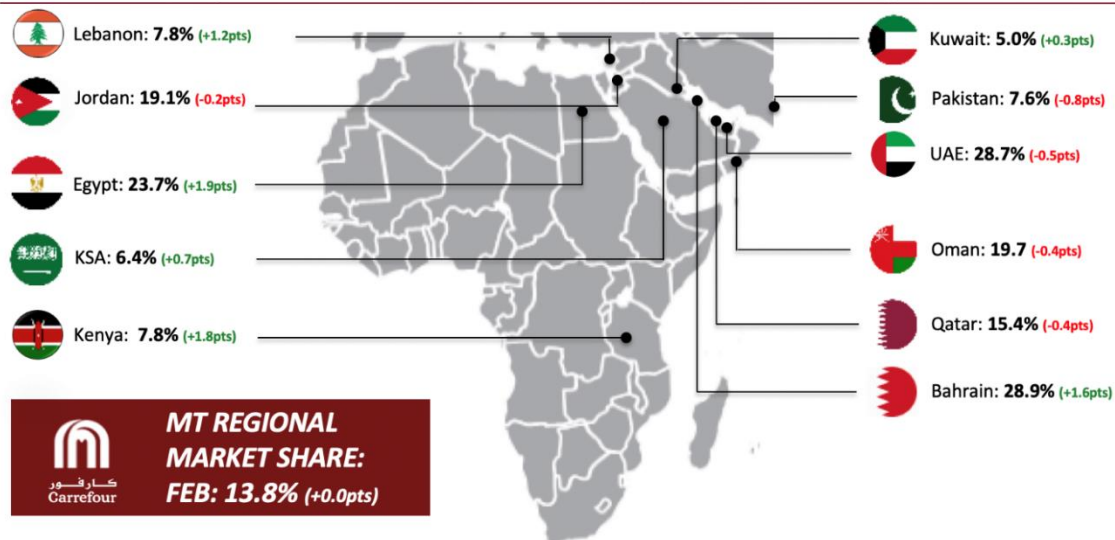 Lebanon: 7.8% (+1.2pts)
Jordan: 19.1% (-0.2pts)
Egypt: 23.7% (+1.9pts)
KSA: 6.4% (+0.7pts)
Kenya: 7.8% (+1.8pts)
Kuwait: 5.0% (+0.3pts)
Pakistan: 7.6% (-0.8pts)
UAE: 28.7% (-0.5pts)
Oman: 19.7 (-0.4pts)
Qatar: 15.4% (-0.4pts)
Bahrain: 28.9% (+1.6pts)
كارفور
Carrefour
MT REGIONAL
MARKET SHARE:
FEB: 13.8% (+0.0pts)